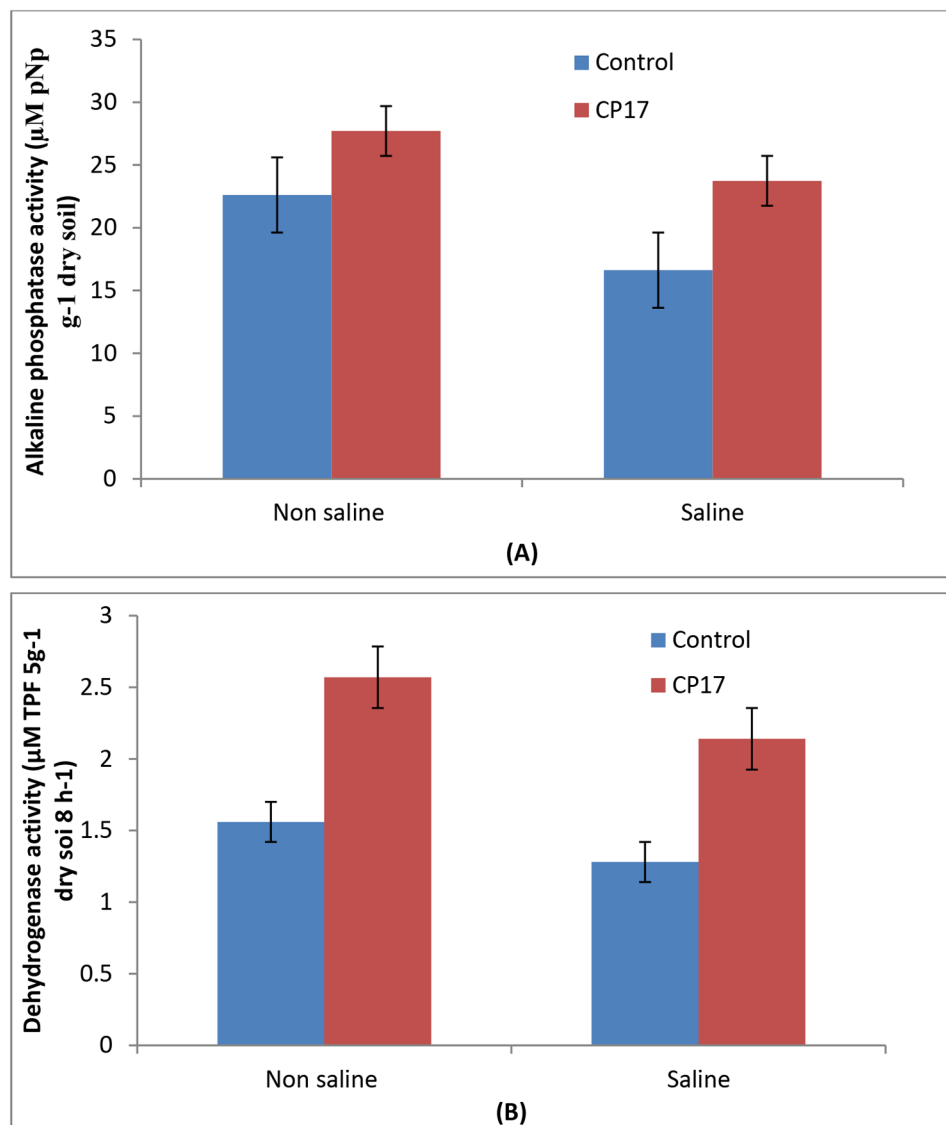 Alkaline phosphatase activity (µM pNp
g-1 dry soil)
35
30
25
20
15
10
5
0
Control
CP17
Non saline
Saline
(A)
Dehydrogenase activity (µM TPF 5g-1
dry soi 8 h-1)
3
2.5
2
1.5
1
0.5
0
Control
CP17
Non saline
Saline
(B)